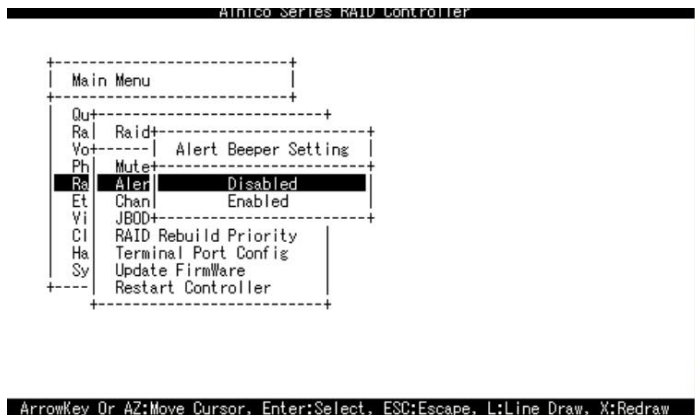 Alnico Series RAID Controller
Main Menu
Qu
Ra Raid
Vo Alert Beeper Setting
Ph Mute
Ra Aler Disabled
Et Chan Enabled
Vi JBOD
Cl RAID Rebuild Priority
Ha Terminal Port Config
Sy Update FirmWare
Restart Controller
ArrowKey Or AZ:Move Cursor, Enter:Select, ESC:Escape, L:Line Draw, X:Redraw